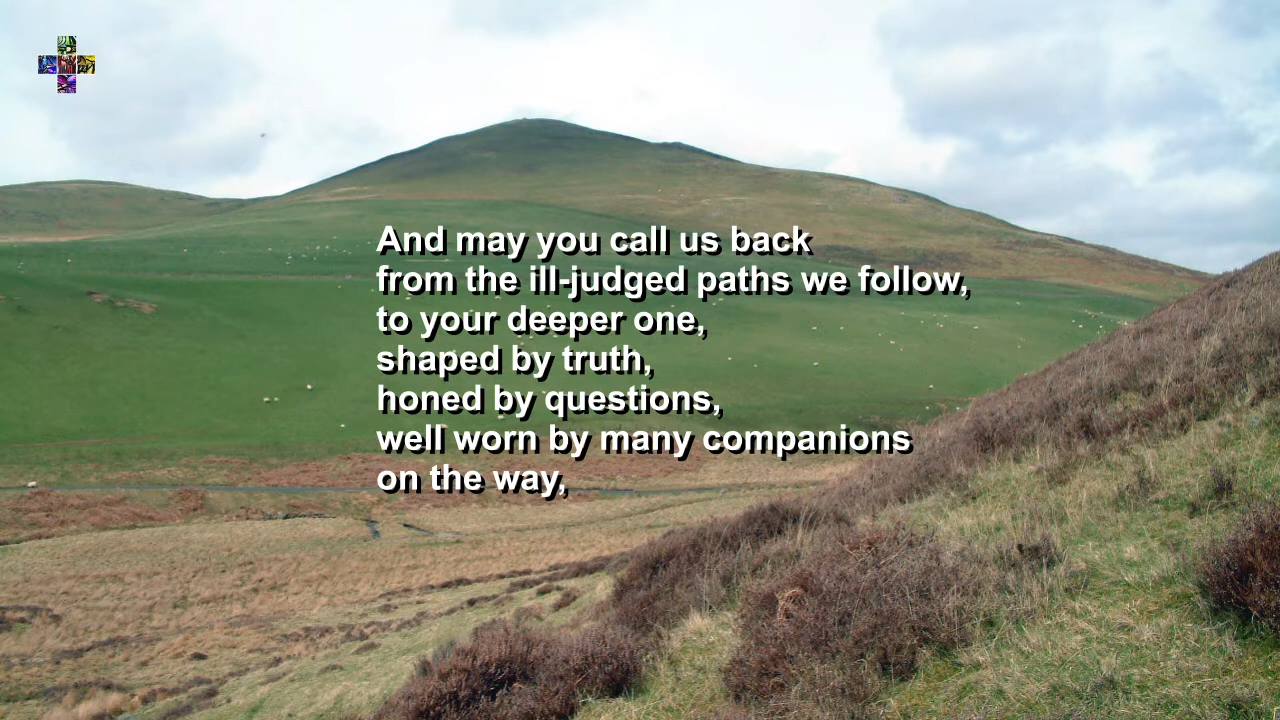 And may you call us back
from the ill-judged paths we follow,
to your deeper one,
shaped by truth,
honed by questions,
well worn by many companions
on the way,